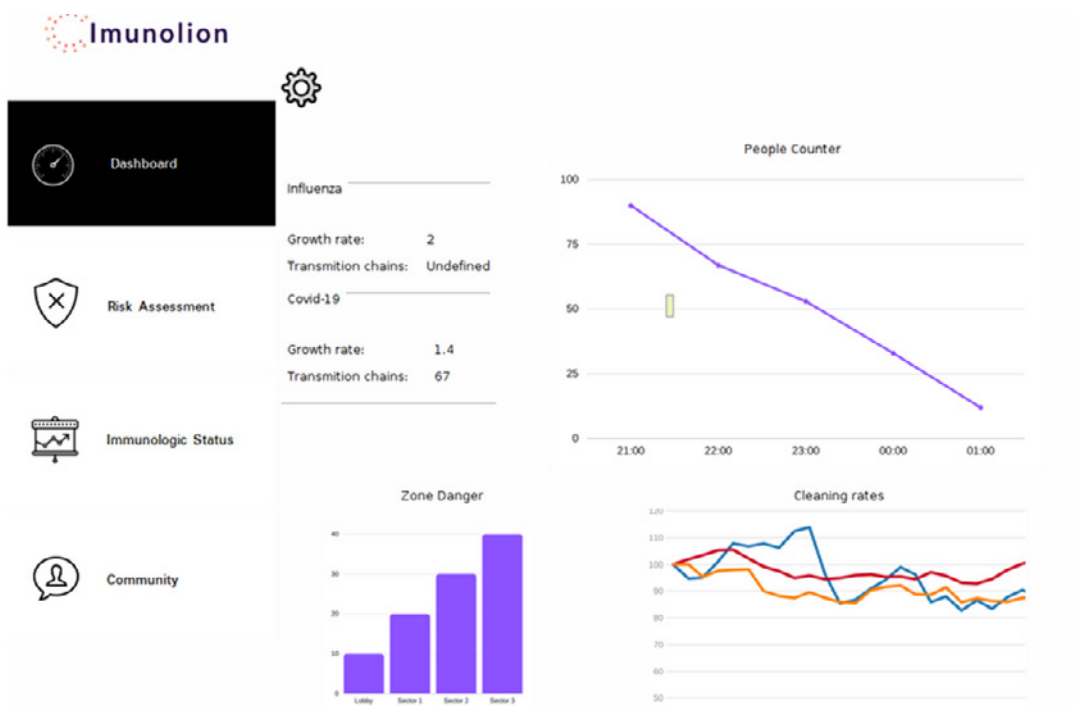 Imunolion
Dashboard
Risk Assessment
Immunologic Status
Community
Influenza
Growth rate: 2
Transmition chains: Undefined
Covid-19
Growth rate: 1.4
Transmition chains: 67
People Counter
100
75
50
25
0
21:00 22:00 23:00 00:00 01:00
Zone Danger
40
30
20
10
0
Lobby Sector 1 Sector 2 Sector 3
Cleaning rates
120
110
100
90
80
70
60
50